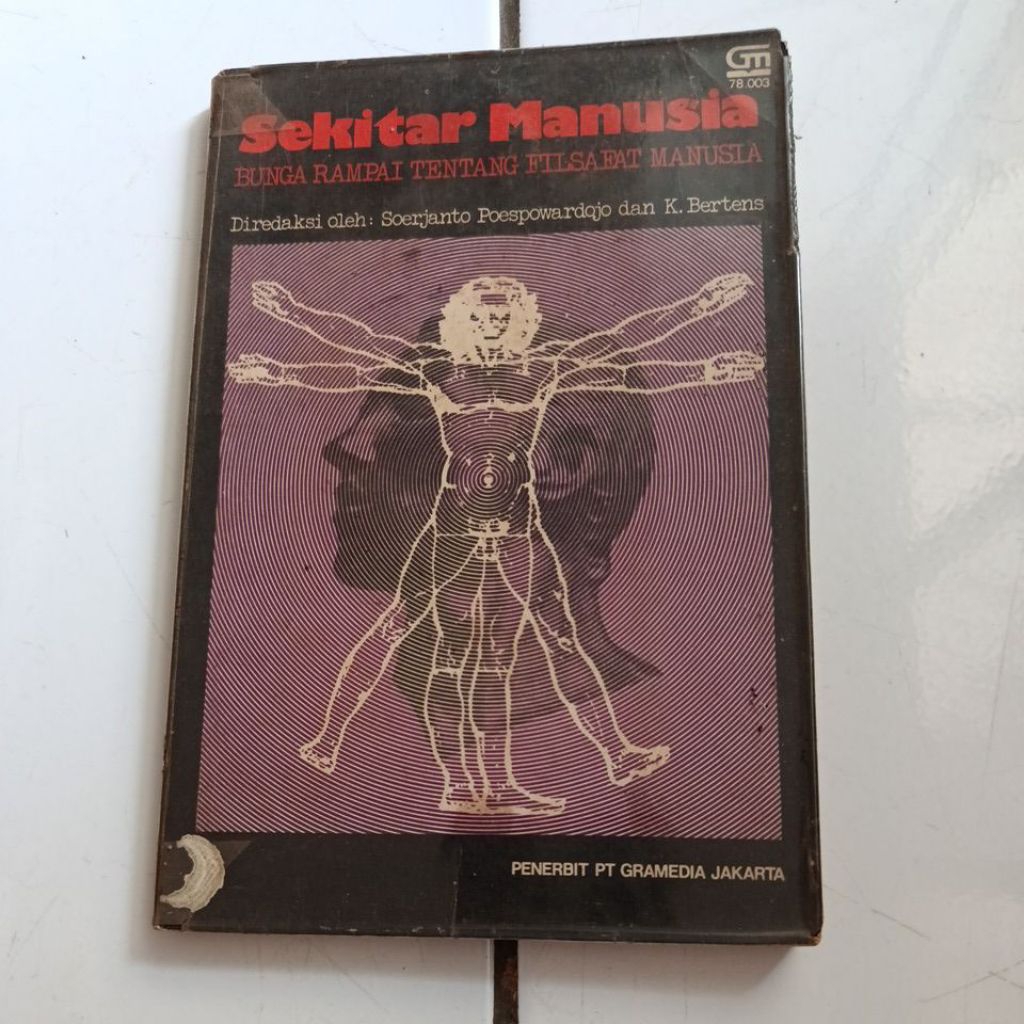 Gm
78.003
Sekitar Manusia
BUNGA RAMPAI TENTANG FILSAFAT MANUSIA
Diredaksi oleh: Soerjanto Poespowardojo dan K. Bertens
PENERBIT PT GRAMEDIA JAKARTA